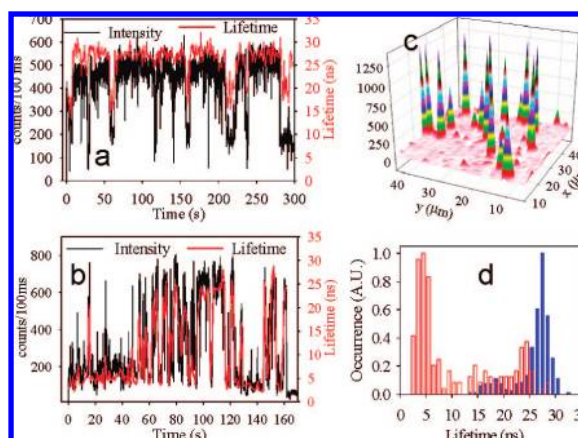 Intensity Lifetime
600 500 400 300 200 100 0
counts/100 ms
35 30 25 20 15 10 5 0
Lifetime (ns)
a
0 50 100 150 200 250 300
Time (s)
c
1250
1000
750
500
250
0
40 30 20 10
y (μm)
10 20 30 40
b
Intensity Lifetime
800
600
400
200
counts/100ms
35 30 25 20 15 10 5 0
Lifetime (ns)
0 20 40 60 80 100 120 140 160
Time (s)
d
1.0
0.8
0.6
0.4
0.2
0.0
Occurrence (A.U.)
0 5 10 15 20 25 30
Lifetime (ns)